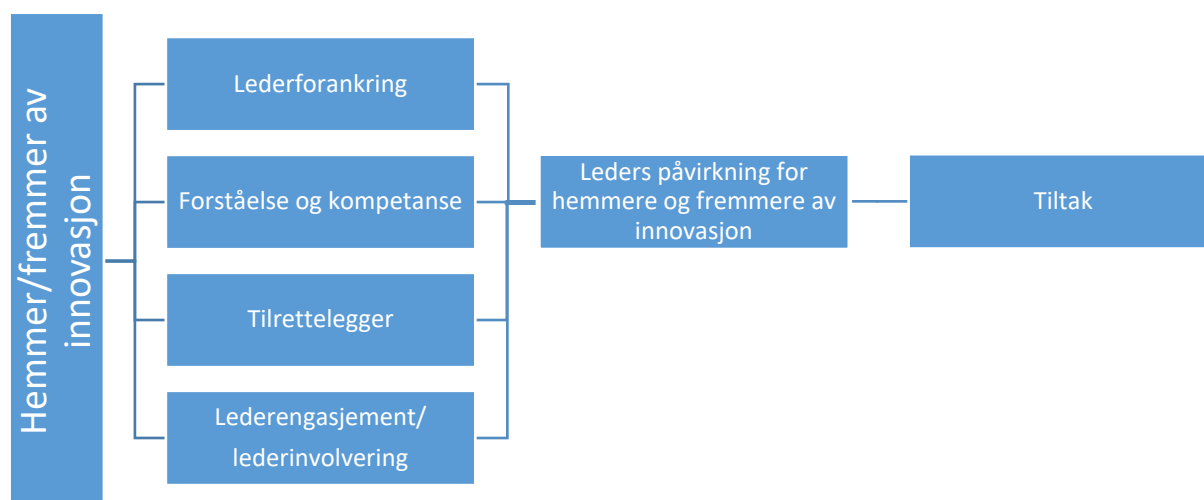 Hemmer/fremmer av
innovasjon
Lederforankring
Forståelse og kompetanse
Tilrettelegger
Lederengasjement/
lederinvolvering
Leders påvirkning for
hemmere og fremmere av
innovasjon
Tiltak